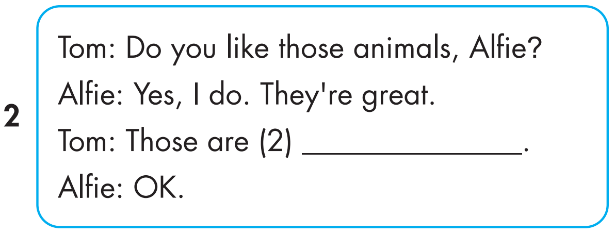 2
Tom: Do you like those animals, Alfie?
Alfie: Yes, I do. They're great.
Tom: Those are (2) _______________.
Alfie: OK.